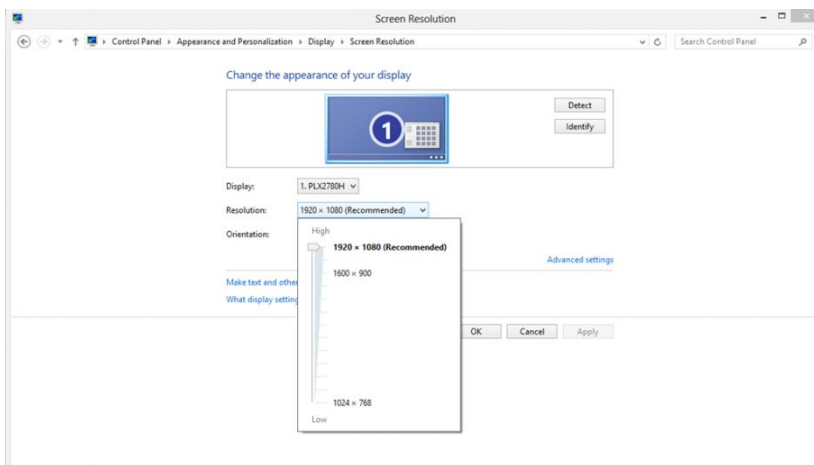 Screen Resolution
Control Panel Appearance and Personalization Display Screen Resolution
Search Control Panel
Change the appearance of your display
1
Detect
Identify
Display: 1. PLX2780H
Resolution: 1920 × 1080 (Recommended)
Orientation:
High
1920 × 1080 (Recommended)
1600 × 900
1024 × 768
Low
Advanced settings
Make text and other
What display setting
OK Cancel Apply